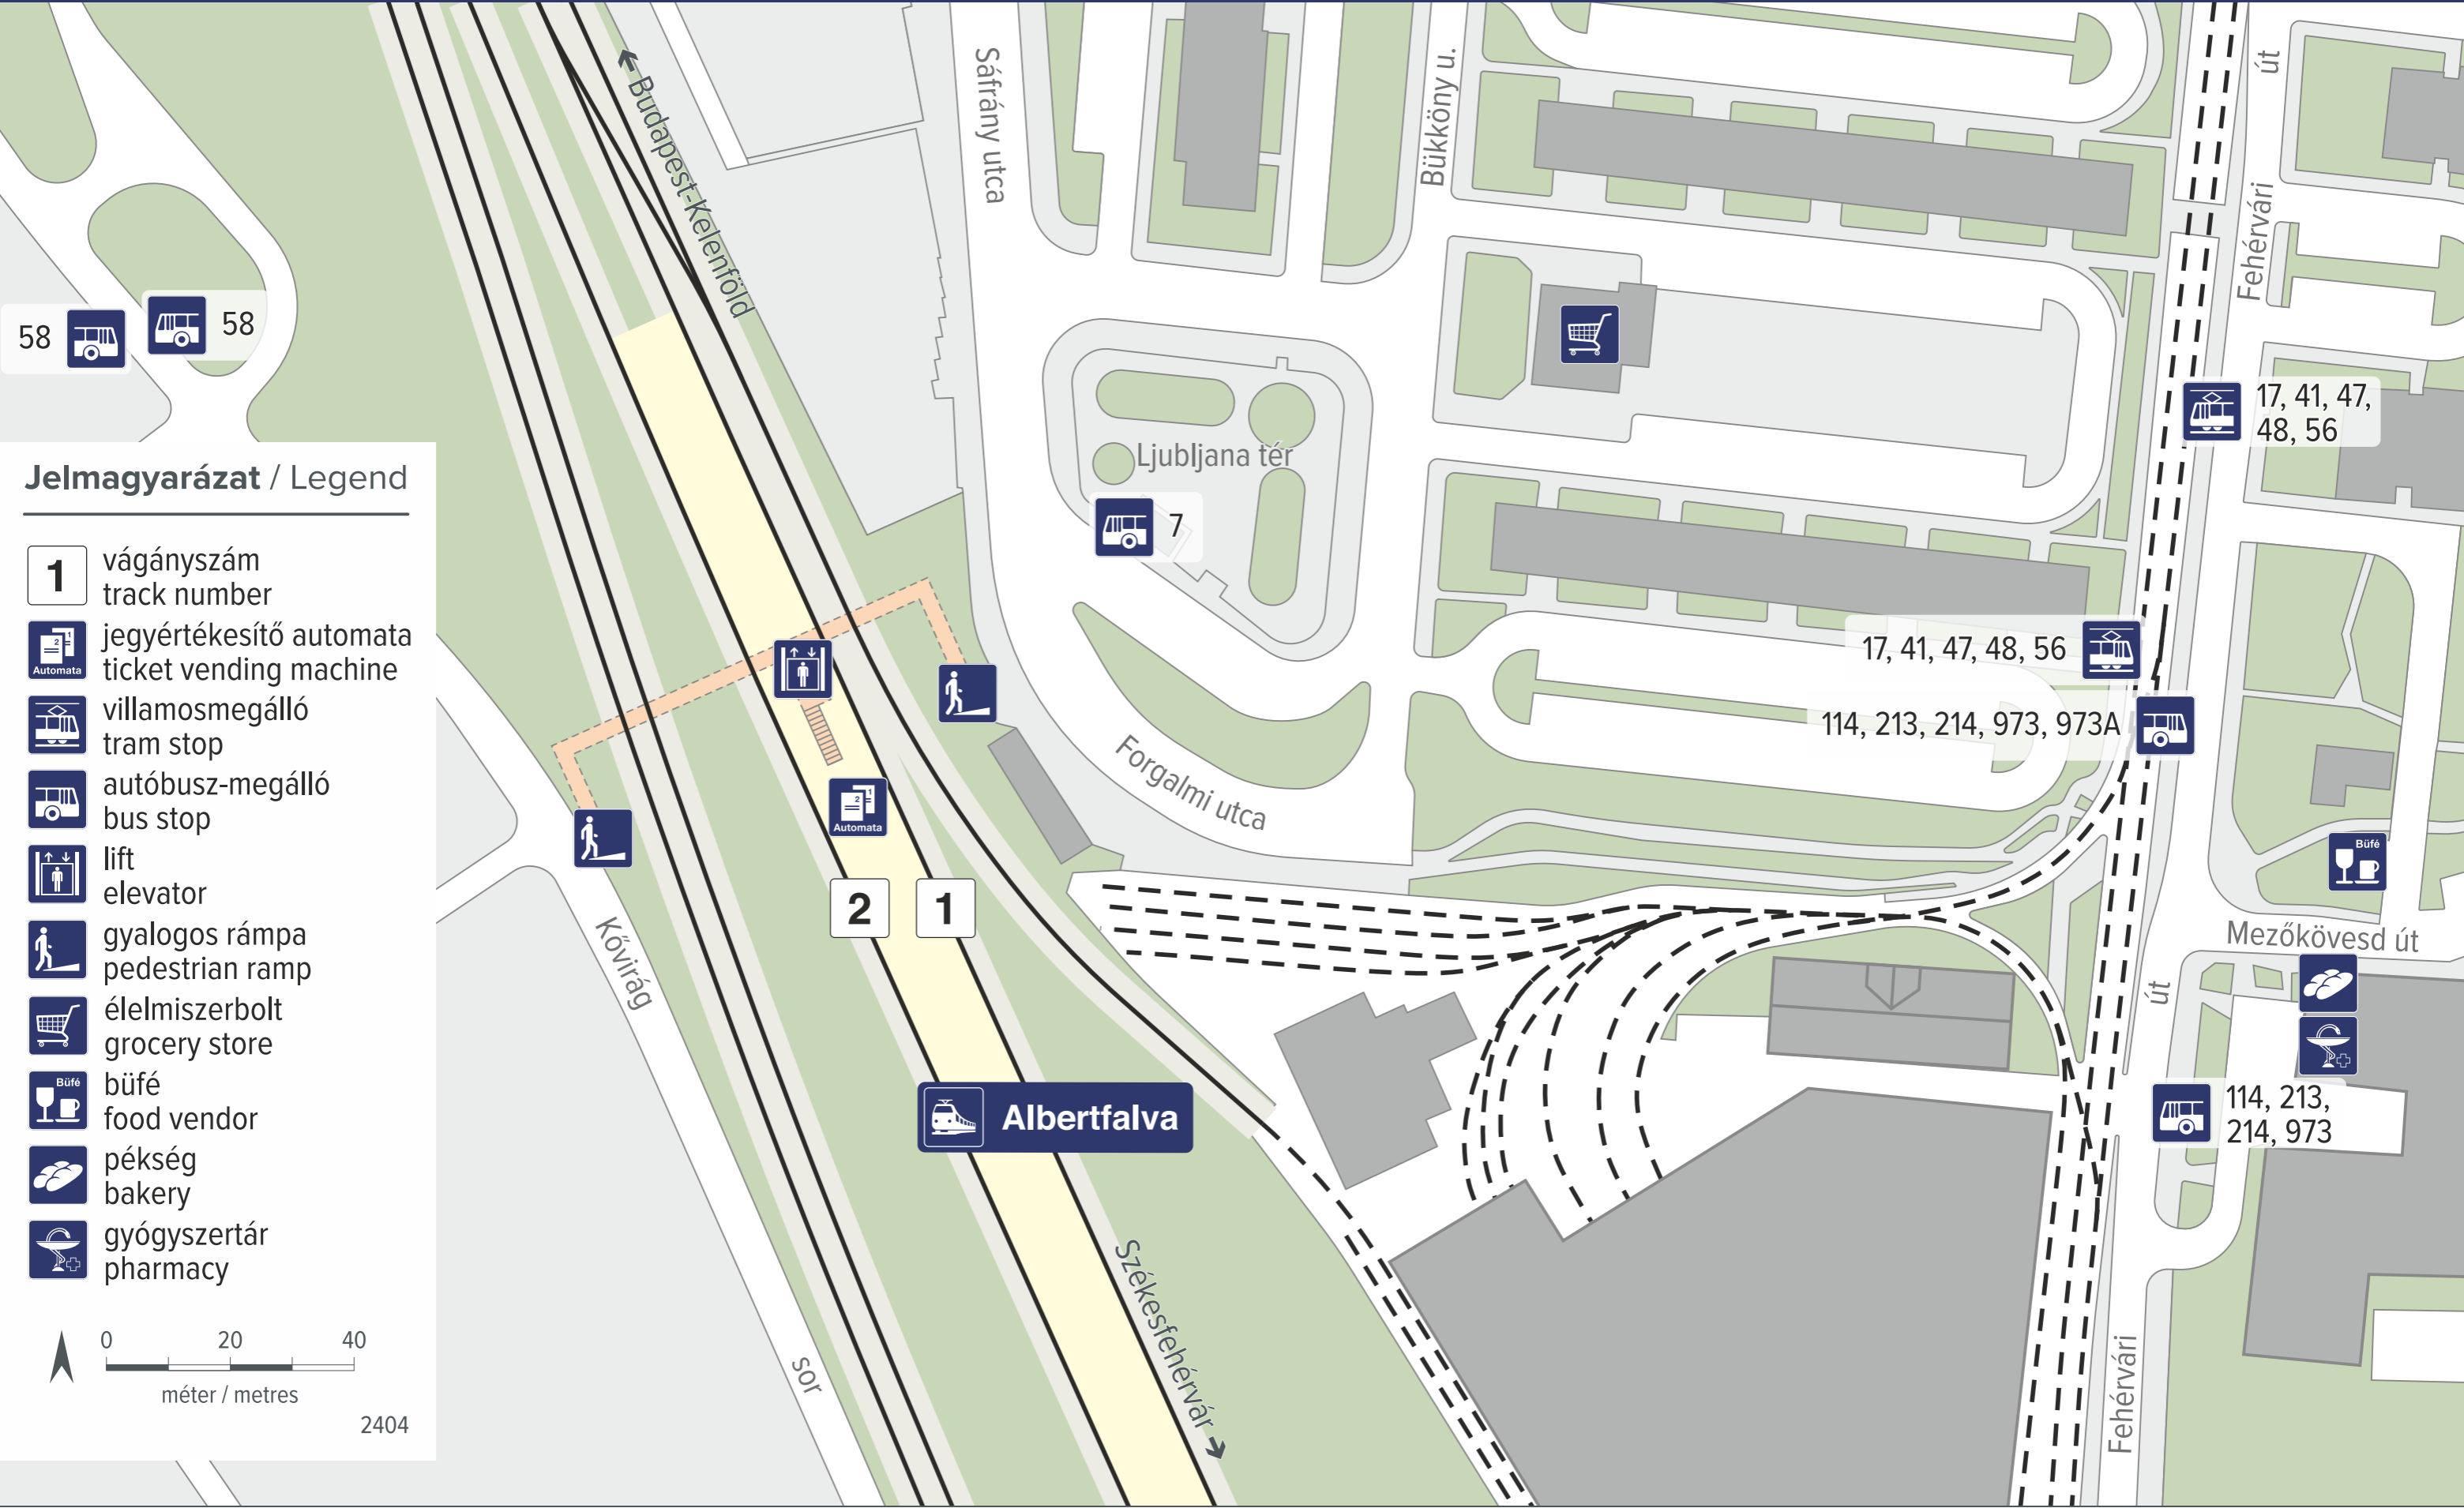 ← Budapest-Kelenföld
Sáfrány utca
Bükköny u.
út
Fehérvári
58
58
17, 41, 47,
48, 56
Ljubljana tér
7
17, 41, 47, 48, 56
114, 213, 214, 973, 973A
Forgalmi utca
Automata
2
1
Büfé
Mezőkövesd út
Kővirág
sor
út
Albertfalva
114, 213,
214, 973
Székesfehérvár →
Fehérvári
Jelmagyarázat / Legend
1
vágányszám
track number
Automata
jegyértékesítő automata
ticket vending machine
villamosmegálló
tram stop
autóbusz-megálló
bus stop
lift
elevator
gyalogos rámpa
pedestrian ramp
élelmiszerbolt
grocery store
Büfé
büfé
food vendor
pékség
bakery
gyógyszertár
pharmacy
0 20 40
méter / metres
2404